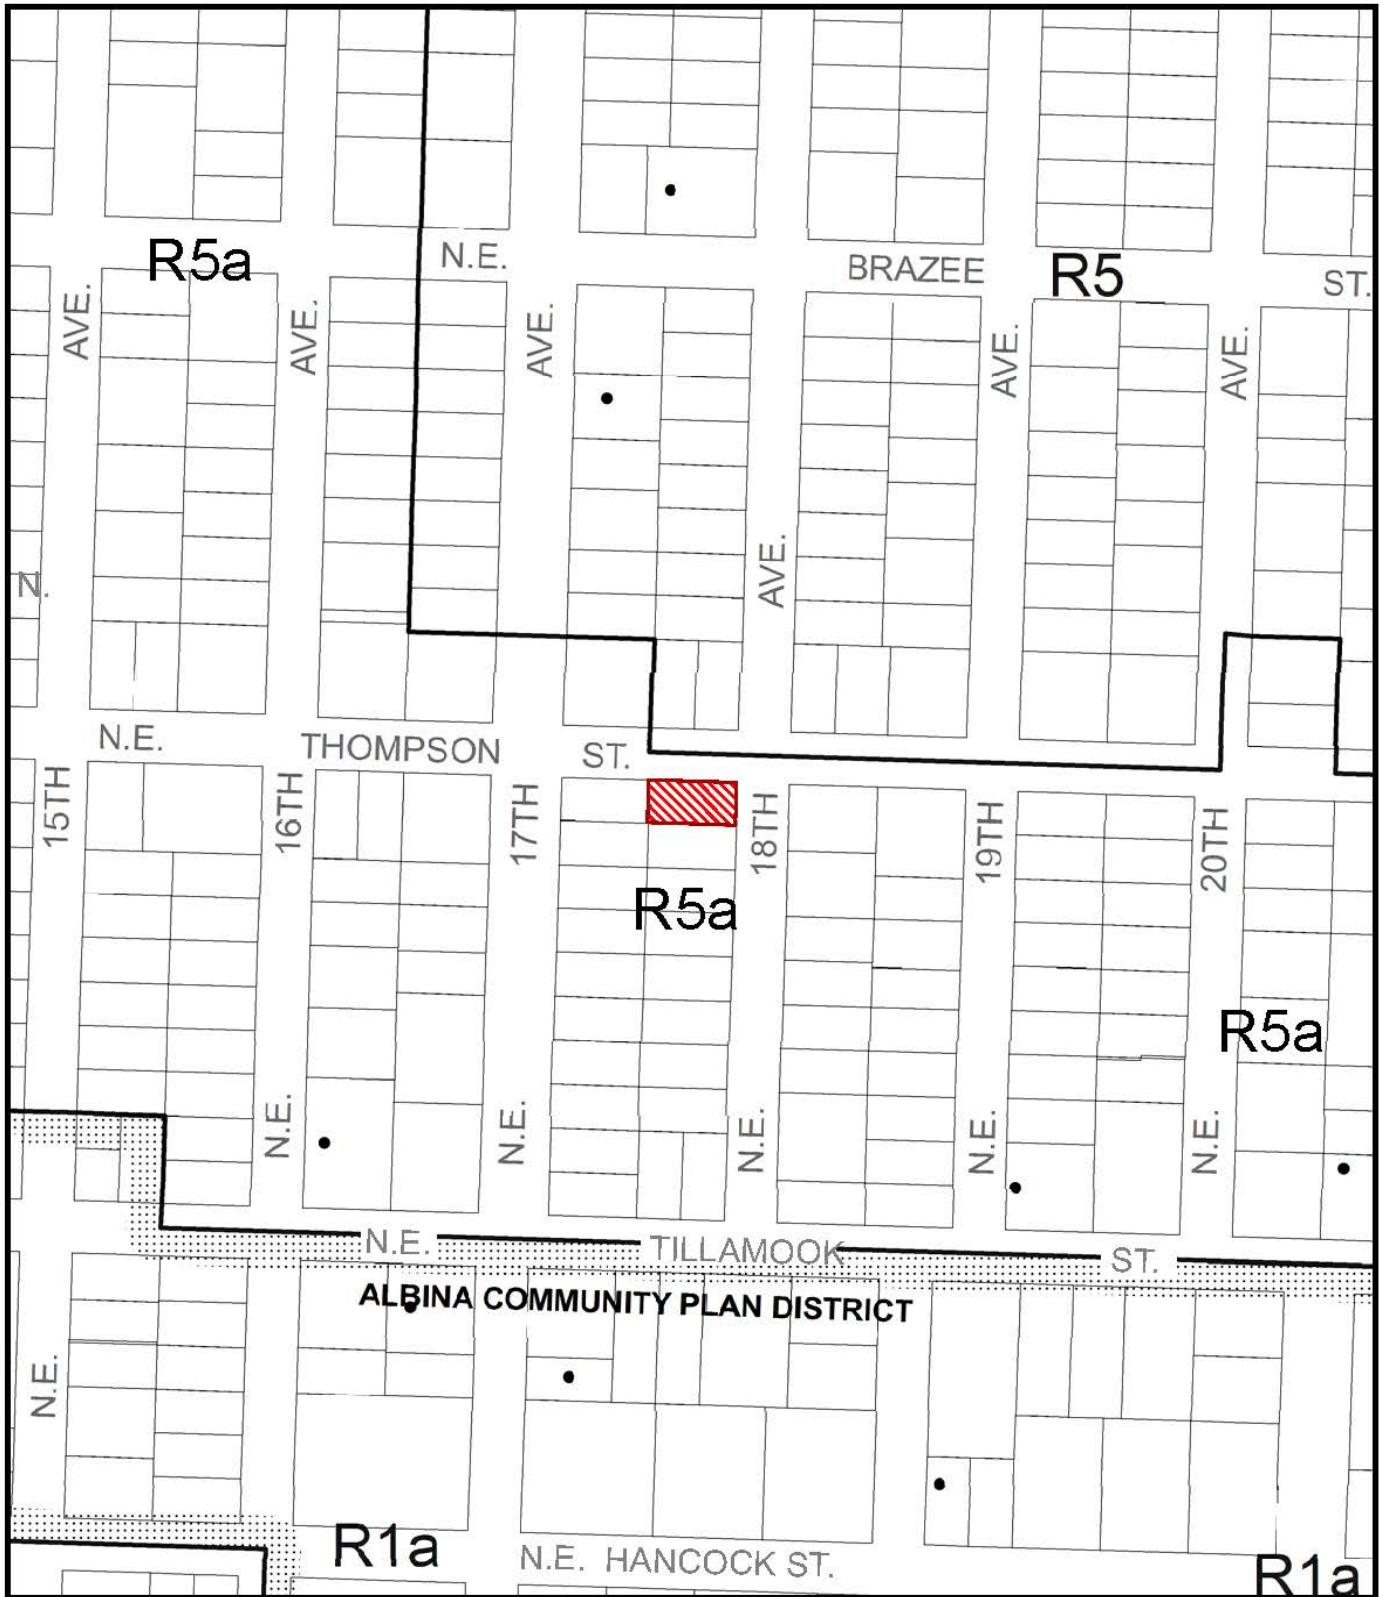 R5a
N.E.
BRAZEE
R5
ST.
AVE.
AVE.
AVE.
AVE.
AVE.
AVE.
N.
N.E.
THOMPSON
ST.
15TH
16TH
17TH
18TH
19TH
20TH
R5a
R5a
N.E.
N.E.
N.E.
N.E.
N.E.
N.E.
TILLAMOOK
ST.
ALBINA COMMUNITY PLAN DISTRICT
N.E.
R1a
N.E. HANCOCK ST.
R1a